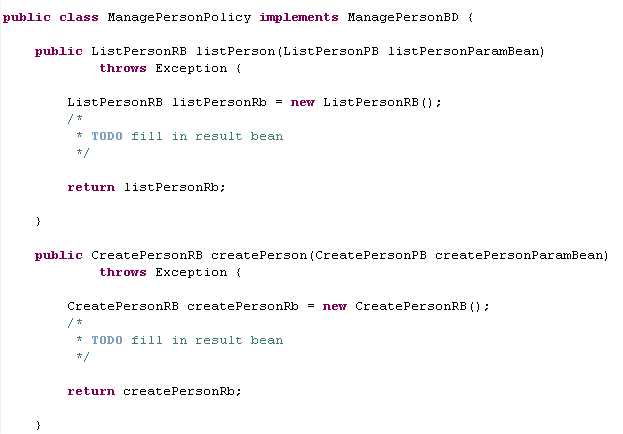 public class ManagePersonPolicy implements ManagePersonBD {
public ListPersonRB listPerson(ListPersonPB listPersonParamBean)
throws Exception {
ListPersonRB listPersonRb = new ListPersonRB();
/*
* TODO fill in result bean
*/
return listPersonRb;
}
public CreatePersonRB createPerson(CreatePersonPB createPersonParamBean)
throws Exception {
CreatePersonRB createPersonRb = new CreatePersonRB();
/*
* TODO fill in result bean
*/
return createPersonRb;
}